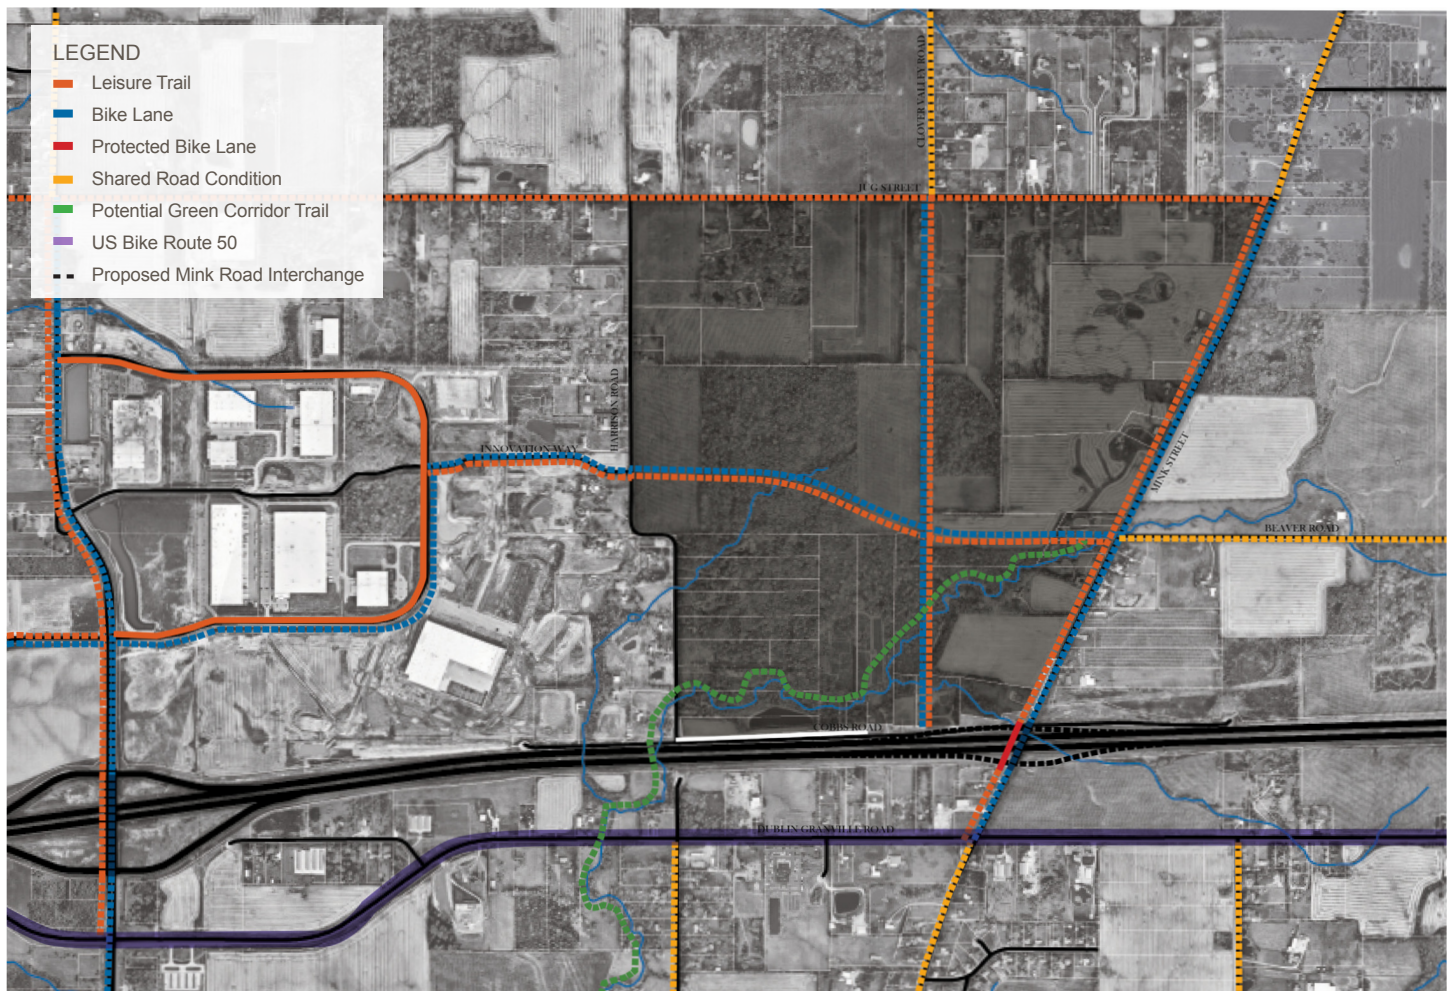 LEGEND
Leisure Trail
Bike Lane
Protected Bike Lane
Shared Road Condition
Potential Green Corridor Trail
US Bike Route 50
Proposed Mink Road Interchange
CLOVER VALLEY ROAD
JUG STREET
HARRISON ROAD
INNOVATION WAY
MINK STREET
BEAVER ROAD
COBBS ROAD
DUBLIN GRANVILLE ROAD